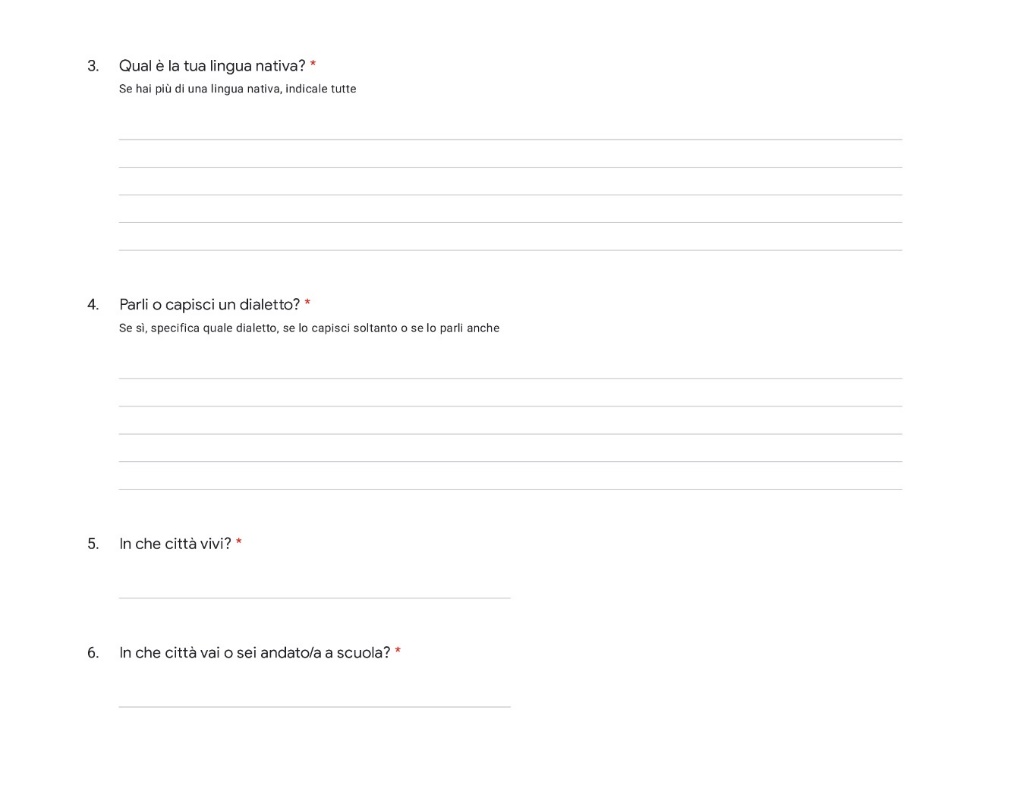 3. Qual è la tua lingua nativa? *
Se hai più di una lingua nativa, indicale tutte
4. Parli o capisci un dialetto? *
Se sì, specifica quale dialetto, se lo capisci soltanto o se lo parli anche
5. In che città vivi? *
6. In che città vai o sei andato/a a scuola? *